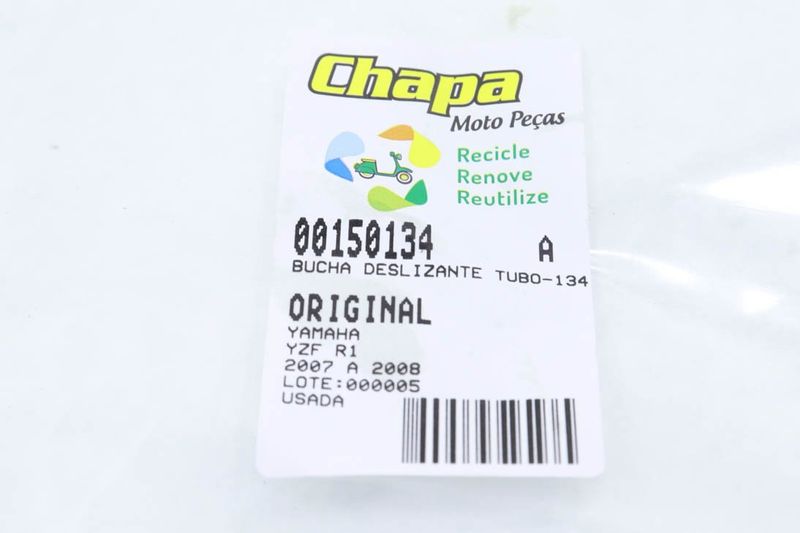 Chapa
Moto Peças
Recicle
Renove
Reutilize
00150134 A
BUCHA DESLIZANTE TUBO-134
ORIGINAL
YAMAHA
YZF R1
2007 A 2008
LOTE:000005
USADA